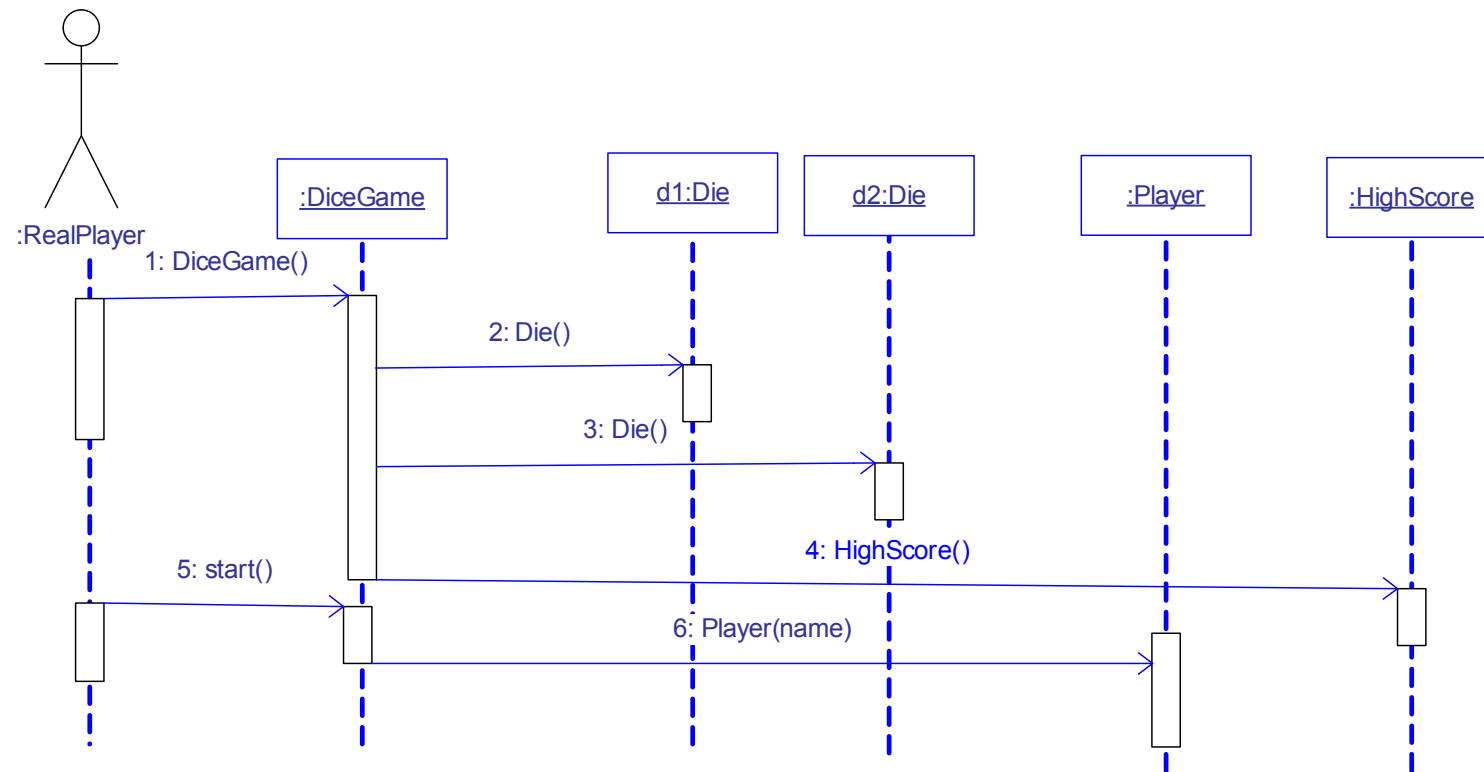 :RealPlayer
:DiceGame
d1:Die
d2:Die
:Player
:HighScore
1: DiceGame()
2: Die()
3: Die()
4: HighScore()
5: start()
6: Player(name)